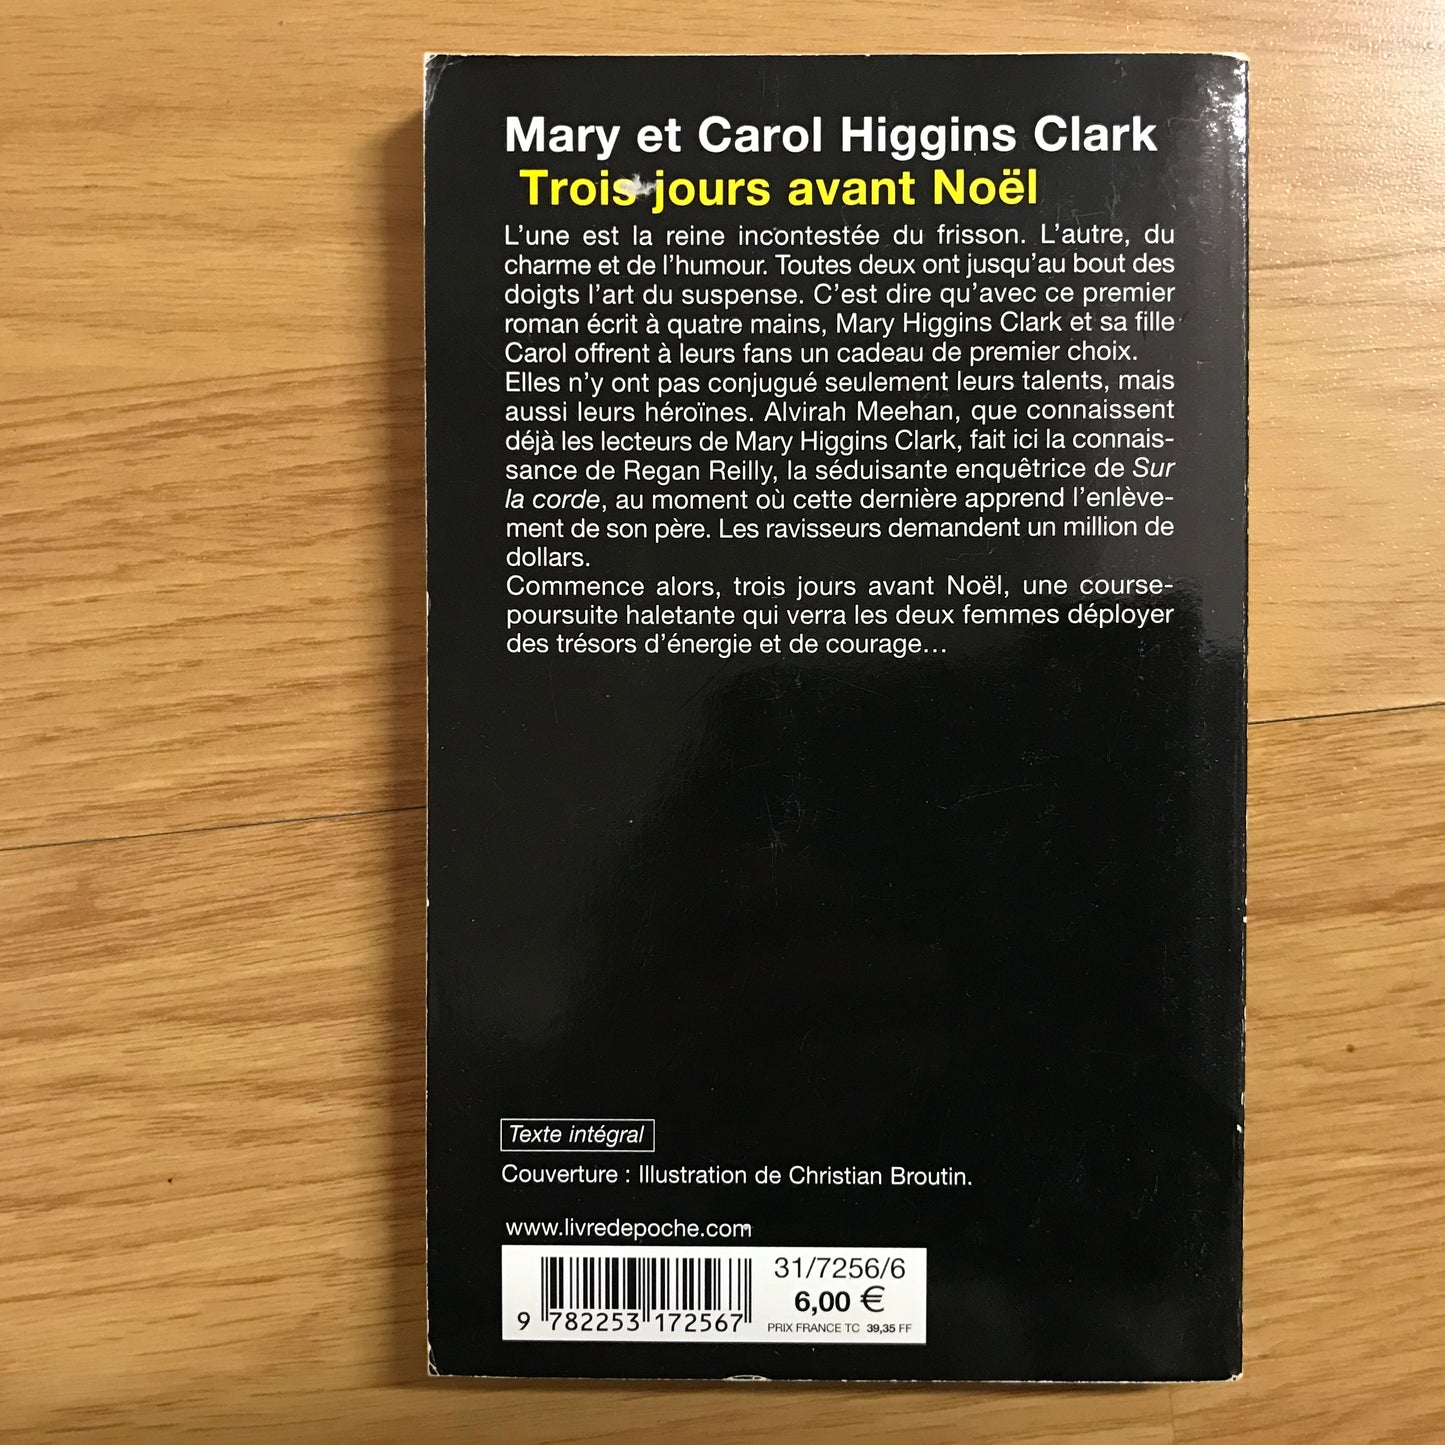 Mary et Carol Higgins Clark
Trois jours avant Noël
L’une est la reine incontestée du frisson. L’autre, du
charme et de l’humour. Toutes deux ont jusqu’au bout des
doigts l’art du suspense. C’est dire qu’avec ce premier
roman écrit à quatre mains, Mary Higgins Clark et sa fille
Carol offrent à leurs fans un cadeau de premier choix.
Elles n’y ont pas conjugué seulement leurs talents, mais
aussi leurs héroïnes. Alvirah Meehan, que connaissent
déjà les lecteurs de Mary Higgins Clark, fait ici la connais-
sance de Regan Reilly, la séduisante enquêtrice de Sur
la corde, au moment où cette dernière apprend l’enlève-
ment de son père. Les ravisseurs demandent un million de
dollars.
Commence alors, trois jours avant Noël, une course-
poursuite haletante qui verra les deux femmes déployer
des trésors d’énergie et de courage…
Texte intégral
Couverture : Illustration de Christian Broutin.
www.livredepoche.com
31/7256/6
6,00 €
PRIX FRANCE TC 39,35 FF
9 782253 172567